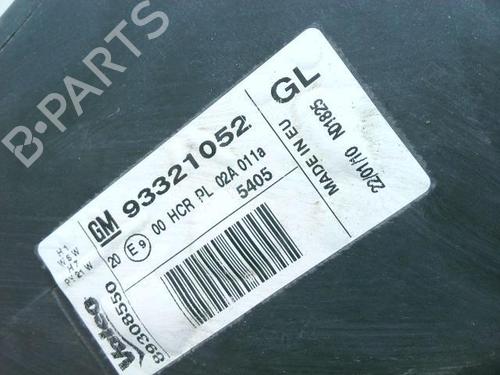 B-PARTS
GM 93321052 GL
20 E9 00 HCR PL 02A 011a
5405
MADE IN EU
22/01/10 N01825
H1
W5W
H7
PY21W
Valeo
89308550